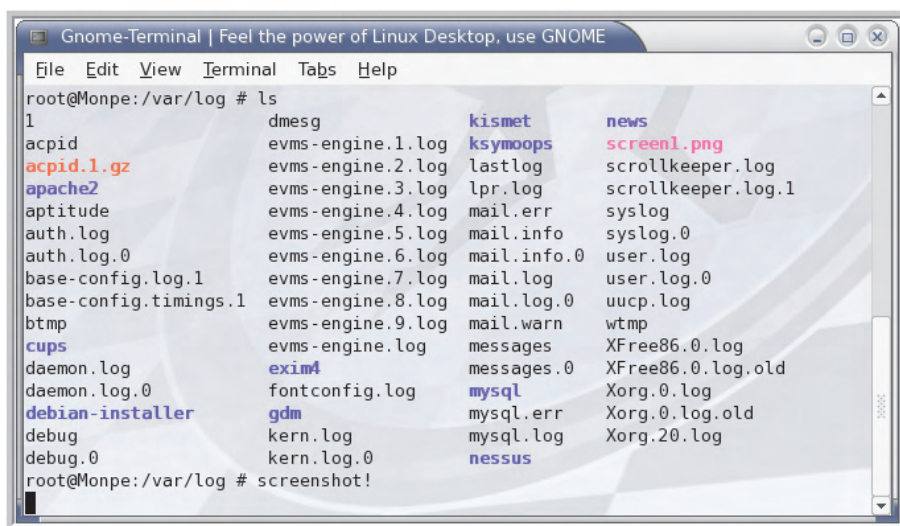 Gnome-Terminal | Feel the power of Linux Desktop, use GNOME
File Edit View Terminal Tabs Help
root@Monpe:/var/log # ls
1 dmesg kismet news
acpid evms-engine.1.log ksymoops screen1.png
acpid.1.gz evms-engine.2.log lastlog scrollkeeper.log
apache2 evms-engine.3.log lpr.log scrollkeeper.log.1
aptitude evms-engine.4.log mail.err syslog
auth.log evms-engine.5.log mail.info syslog.0
auth.log.0 evms-engine.6.log mail.info.0 user.log
base-config.log.1 evms-engine.7.log mail.log user.log.0
base-config.timings.1 evms-engine.8.log mail.log.0 uucp.log
btmp evms-engine.9.log mail.warn wtmp
cups evms-engine.log messages XFree86.0.log
daemon.log exim4 messages.0 XFree86.0.log.old
daemon.log.0 fontconfig.log mysql Xorg.0.log
debian-installer gdm mysql.err Xorg.0.log.old
debug kern.log mysql.log Xorg.20.log
debug.0 kern.log.0 nessus
root@Monpe:/var/log # screenshot!